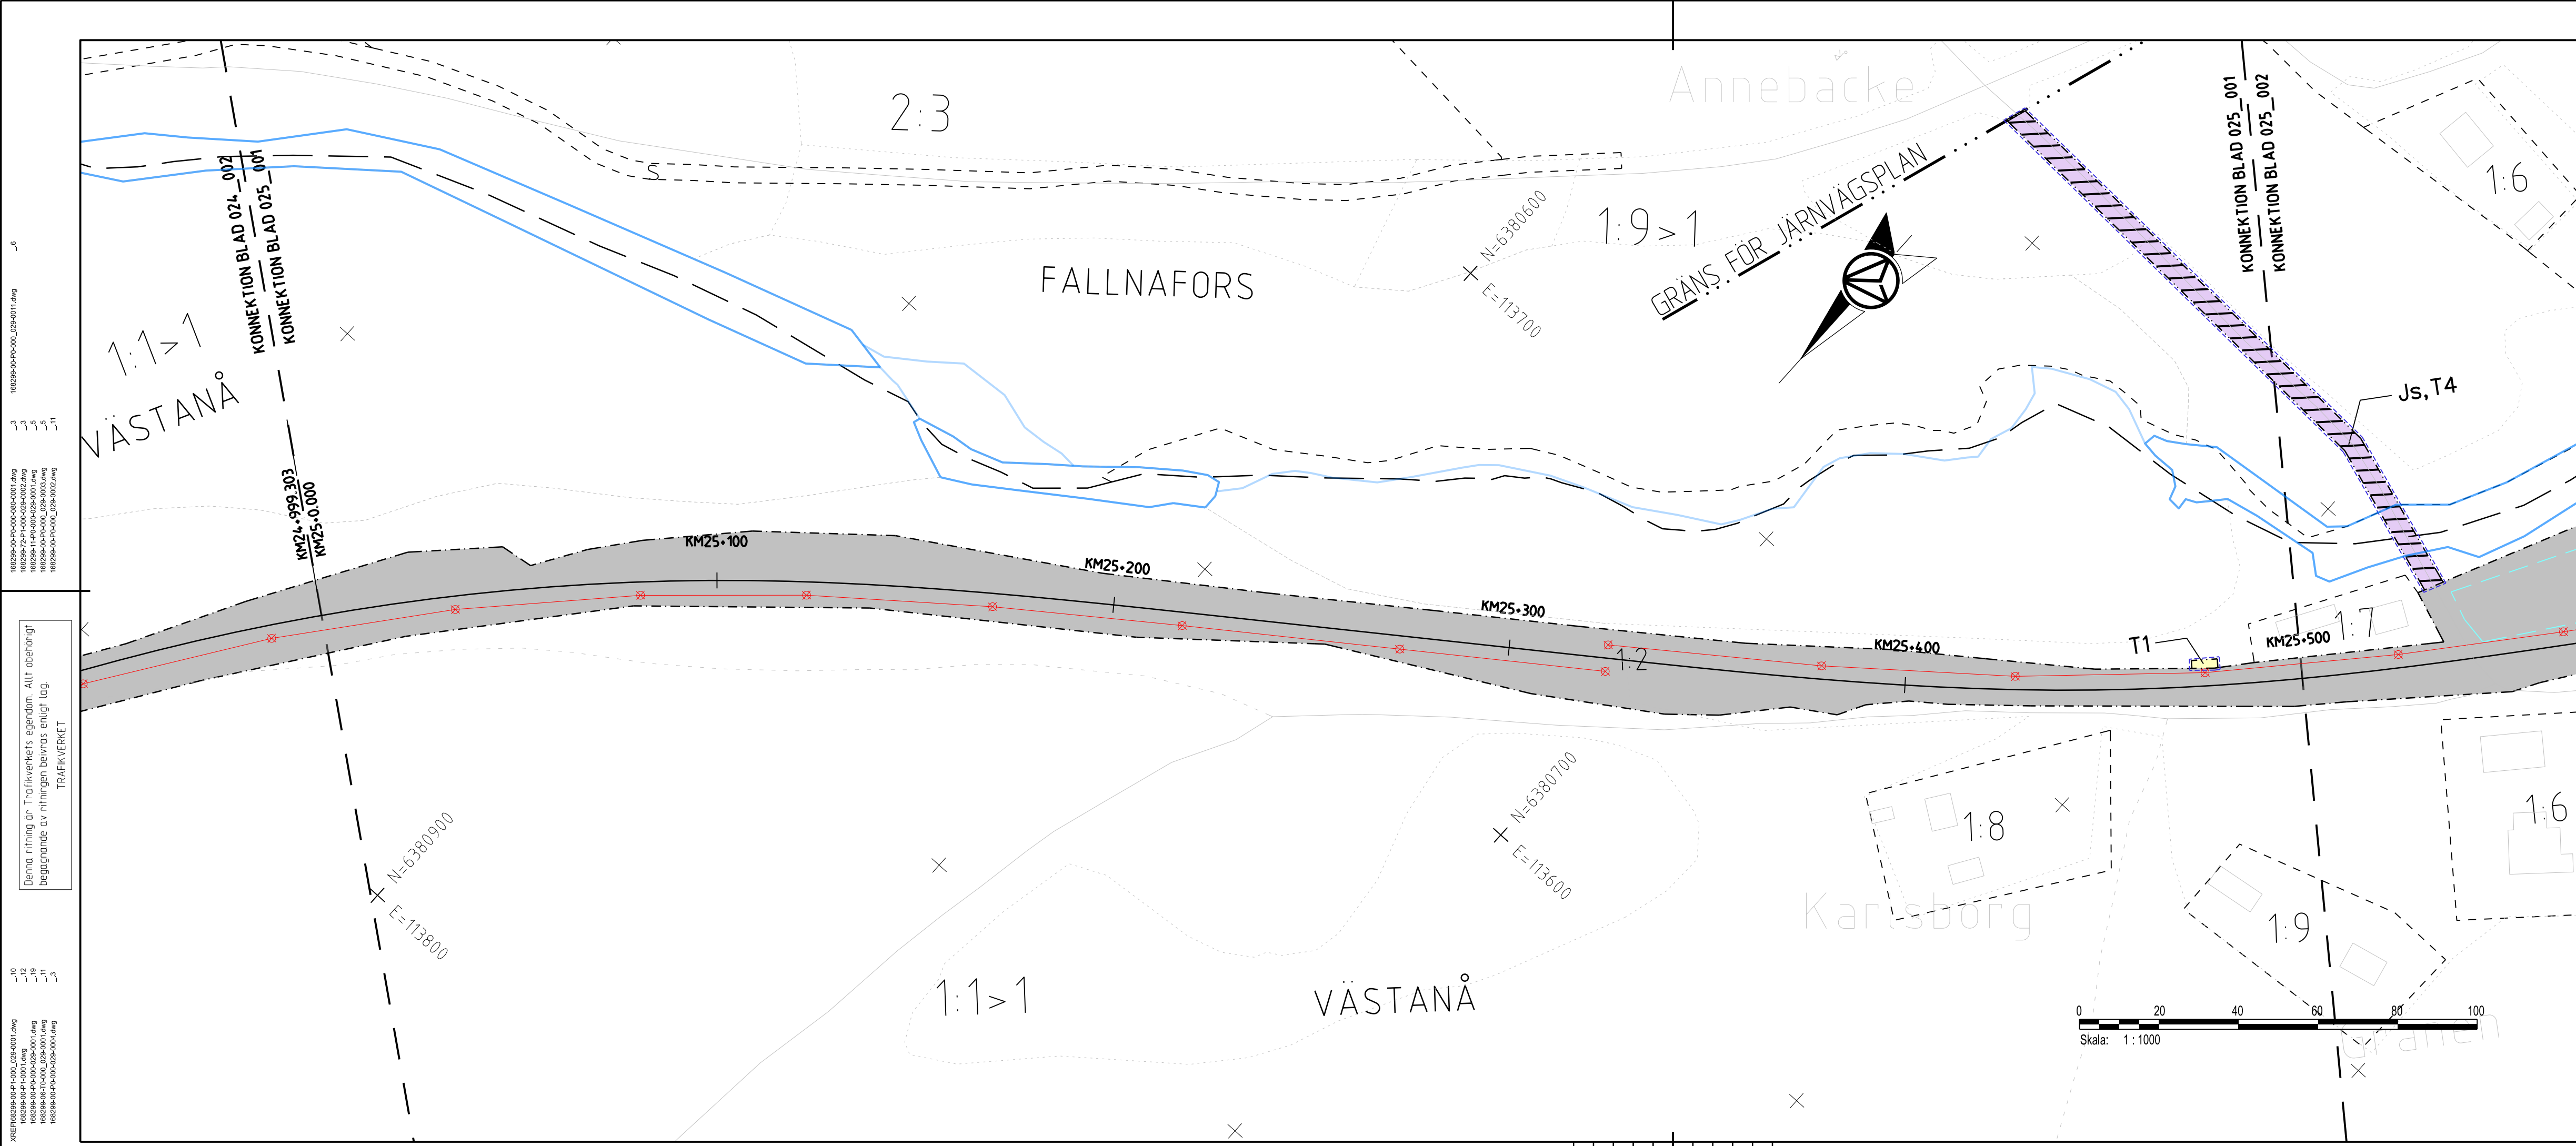 Annebacke
2:3
S
1:9>1
GRÄNS FÖR JÄRNVÄGSPLAN
N=6380600
E=113700
FALLNAFORS
KONNEKTION BLAD 024_002
KONNEKTION BLAD 025_001
KONNEKTION BLAD 025_001
KONNEKTION BLAD 025_002
1:6
1:1>1
VÄSTANÅ
Js,T4
KM24+999.303
KM25+0.000
KM25+100
KM25+200
KM25+300
KM25+400
KM25+500
1:2
T1
1:7
N=6380900
E=113800
N=6380700
E=113600
1:8
Karlsborg
1:6
1:9
1:1>1
VÄSTANÅ
0 20 40 60 80 100
Skala: 1 : 1000
Granen
Denna ritning är Trafikverkets egendom. Allt obehörigt
begagnande av ritningen beivras enligt lag.
TRAFIKVERKET